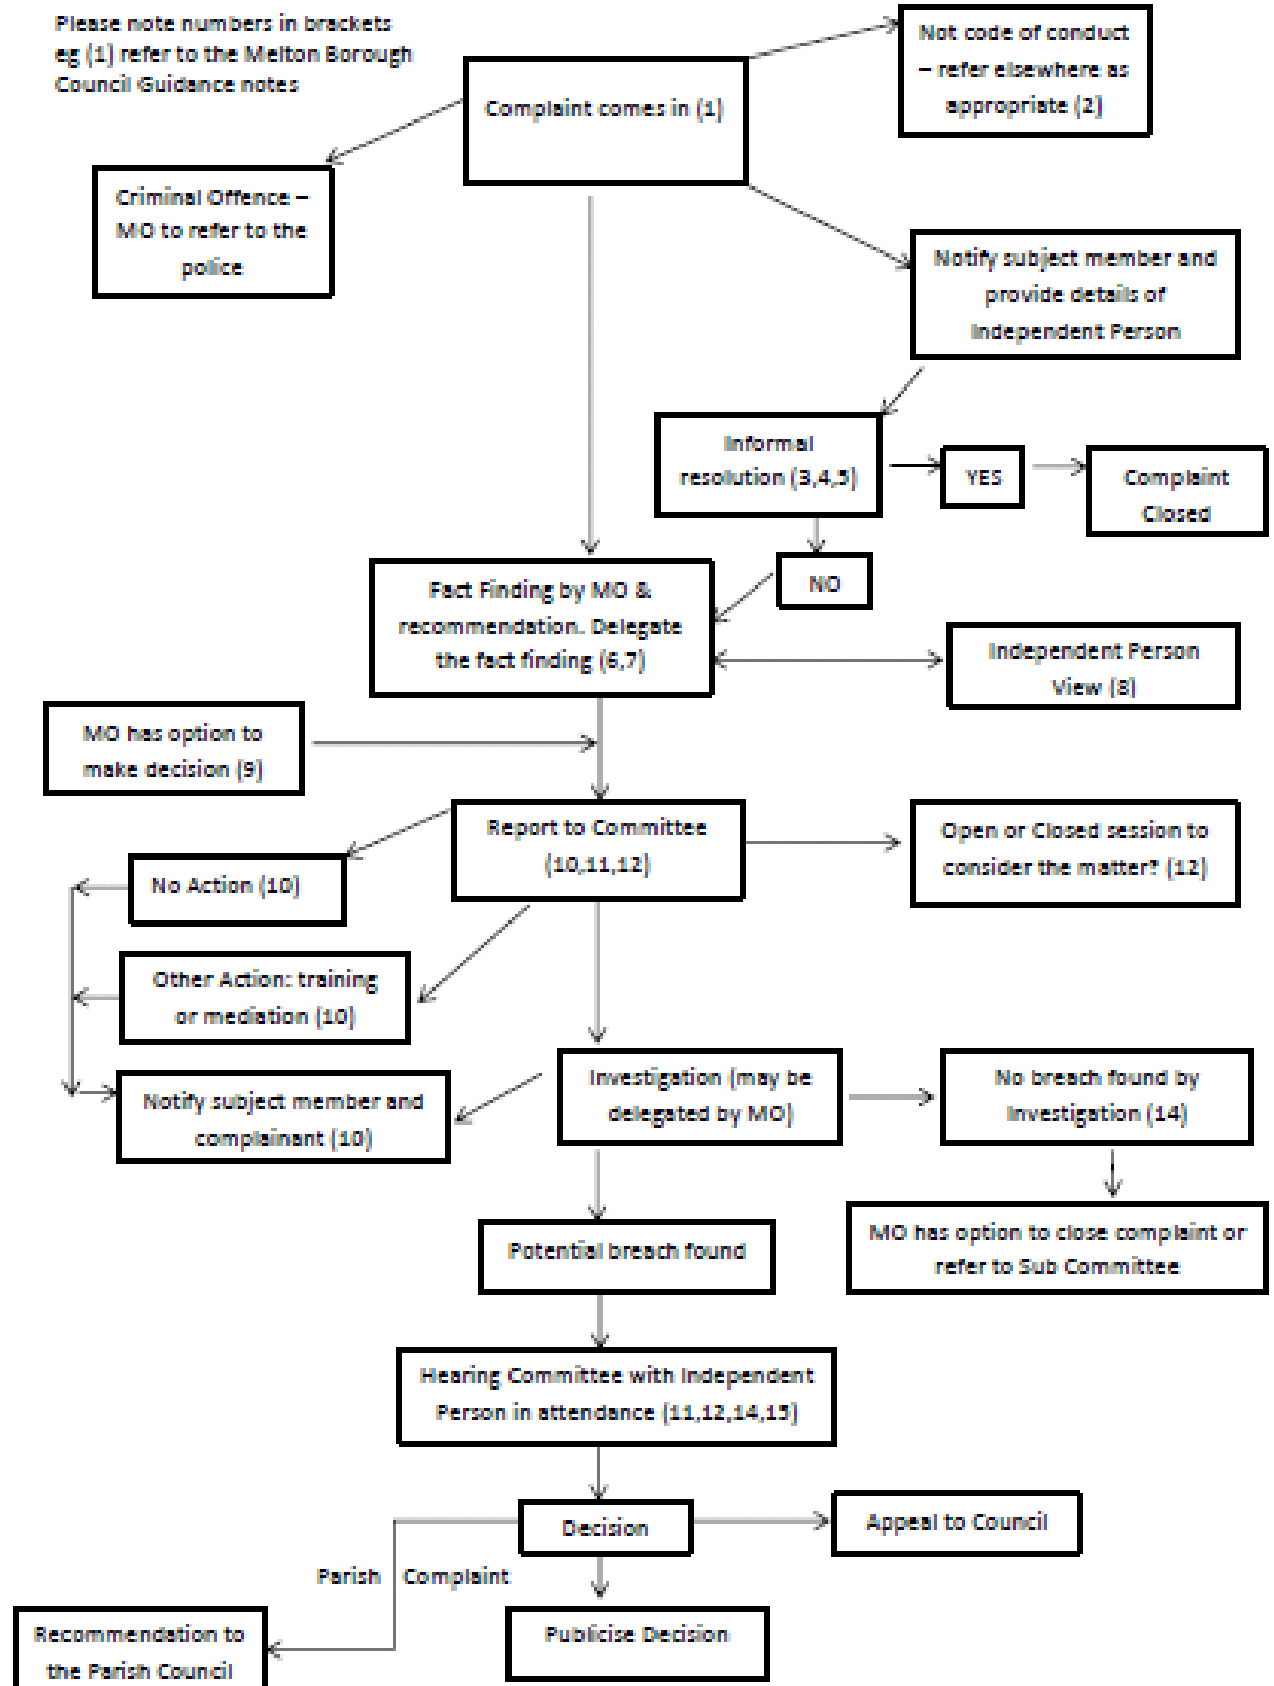 Please note numbers in brackets
eg (1) refer to the Melton Borough
Council Guidance notes
Not code of conduct
– refer elsewhere as
appropriate (2)
Complaint comes in (1)
Criminal Offence –
MO to refer to the
police
Notify subject member and
provide details of
Independent Person
Informal
resolution (3,4,5)
YES
Complaint
Closed
NO
Fact Finding by MO &
recommendation. Delegate
the fact finding (6,7)
Independent Person
View (8)
MO has option to
make decision (9)
Report to Committee
(10,11,12)
Open or Closed session to
consider the matter? (12)
No Action (10)
Other Action: training
or mediation (10)
Notify subject member and
complainant (10)
Investigation (may be
delegated by MO)
No breach found by
Investigation (14)
Potential breach found
MO has option to close complaint or
refer to Sub Committee
Hearing Committee with Independent
Person in attendance (11,12,14,15)
Decision
Appeal to Council
Parish Complaint
Publicise Decision
Recommendation to
the Parish Council